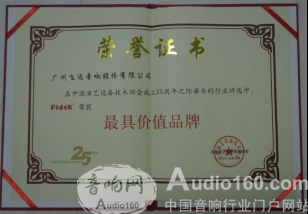 荣誉证书
广州飞达音响股份有限公司
在中国演艺设备技术协会成立25周年之际举办的行业评选中，
FideK 荣获
最具价值品牌
25
音响网 Audio160.com
中国音响行业门户网站